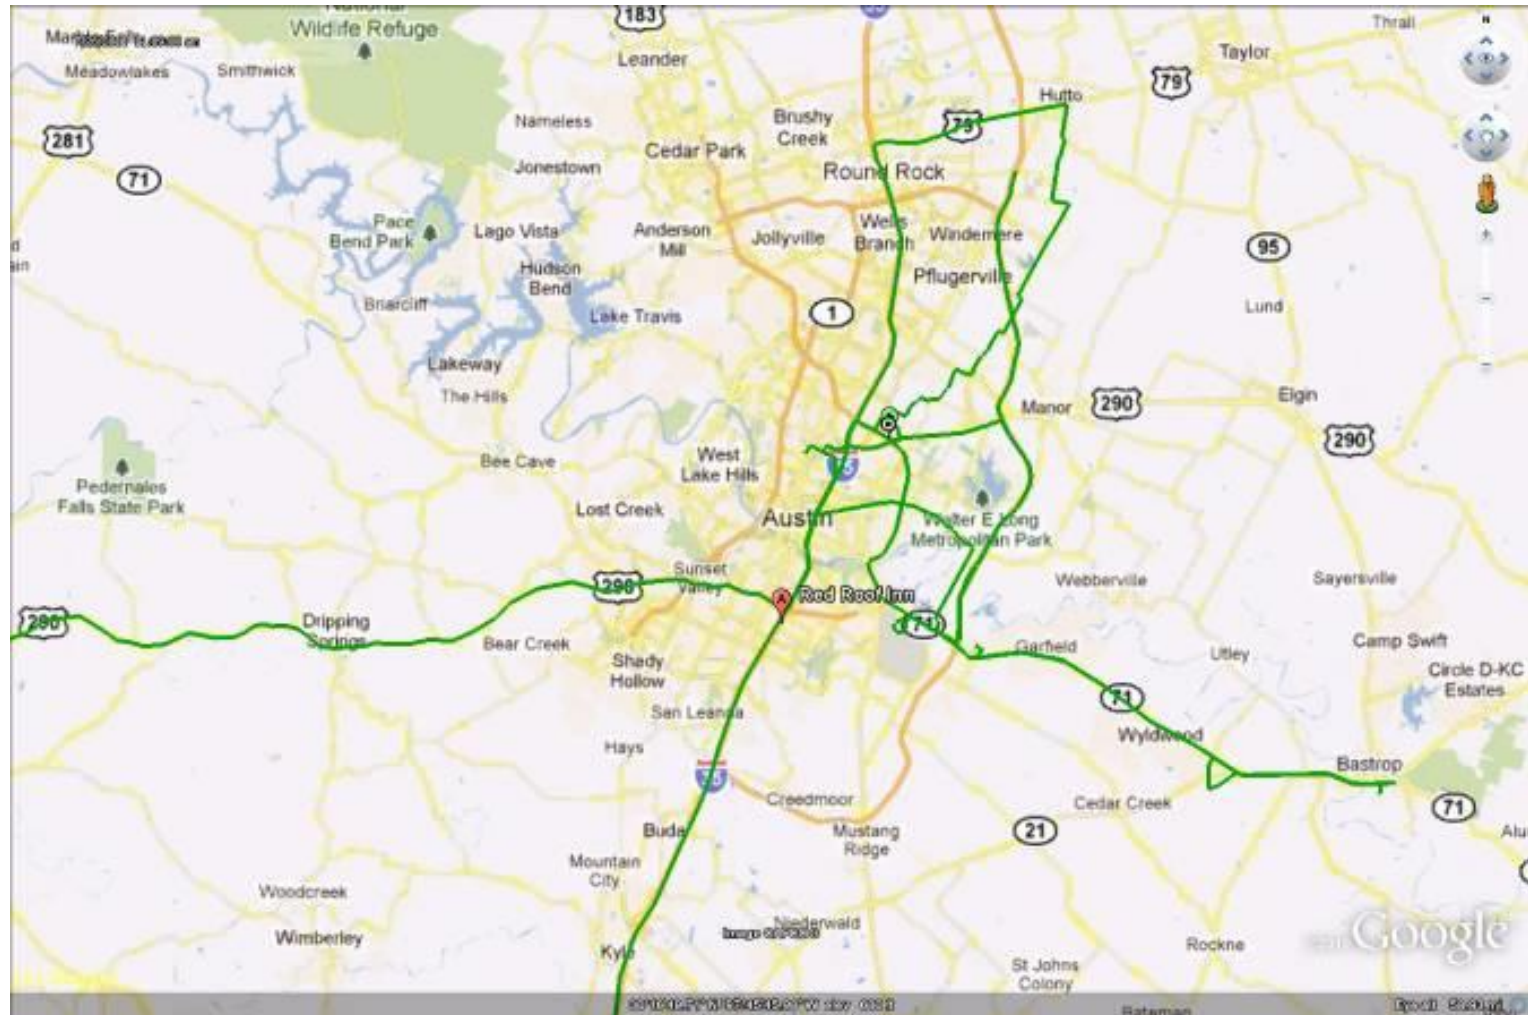 National
Wildlife Refuge
183
Thrall
Leander
Taylor
Meadowlakes
Smithwick
79
Hutto
Nameless
Brushy
Creek
79
281
Cedar Park
Jonestown
71
Round Rock
Pace
Bend Park
Lago Vista
Anderson
Mill
Jollyville
Wells
Branch
Windemere
95
Hudson
Bend
Pflugerville
Briarcliff
Lake Travis
1
Lund
Lakeway
The Hills
Manor
290
Elgin
290
Bee Cave
West
Lake Hills
Pedernales
Falls State Park
Lost Creek
Austin
Walter E Long
Metropolitan Park
Sunset
Valley
Webberville
Sayersville
290
A
Red Roof Inn
290
Dripping
Springs
Bear Creek
71
Garfield
Utley
Camp Swift
Shady
Hollow
Circle D-KC
Estates
San Leanna
71
Hays
Wyldwood
Bastrop
Creedmoor
Cedar Creek
71
Buda
Mustang
Ridge
21
Mountain
City
Woodcreek
Niederwald
Wimberley
Kyle
Rockne
Google
St Johns
Colony
Bateman